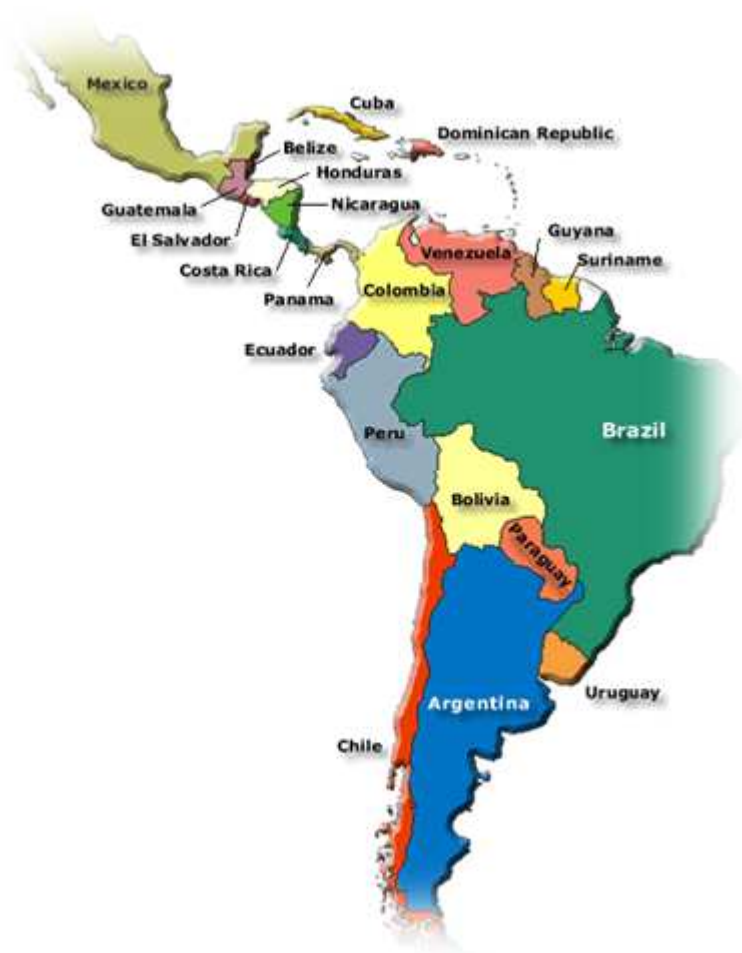 Mexico
Cuba
Dominican Republic
Belize
Honduras
Guatemala
Nicaragua
El Salvador
Costa Rica
Panama
Guyana
Venezuela
Suriname
Colombia
Ecuador
Peru
Brazil
Bolivia
Paraguay
Uruguay
Argentina
Chile